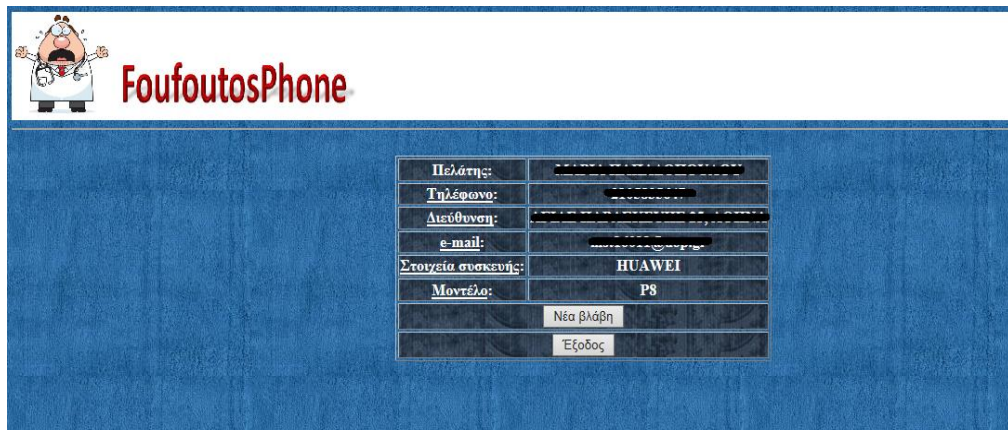 FoufoutosPhone
Πελάτης:
Τηλέφωνο:
Διεύθυνση:
e-mail:
Στοιχεία συσκευής: HUAWEI
Μοντέλο: P8
Νέα βλάβη
Έξοδος